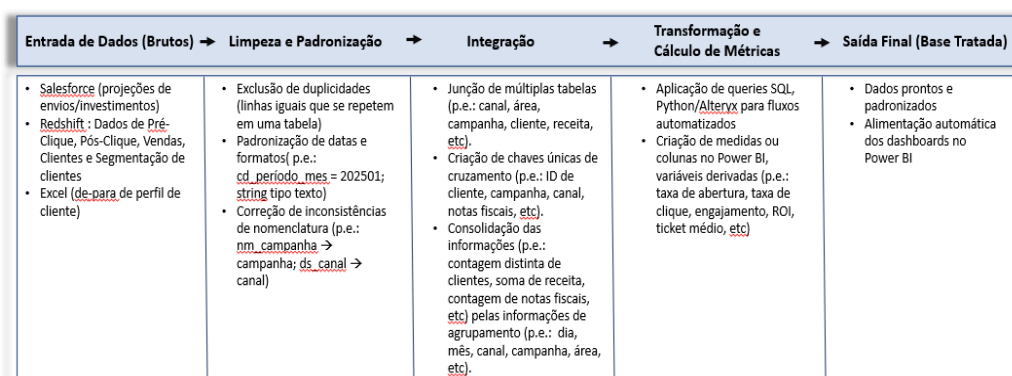 Entrada de Dados (Brutos) → Limpeza e Padronização → Integração → Transformação e
Cálculo de Métricas → Saída Final (Base Tratada)
• Salesforce (projeções de
envios/investimentos)
• Redshift : Dados de Pré-
Clique, Pós-Clique, Vendas,
Clientes e Segmentação de
clientes
• Excel (de-para de perfil de
cliente)
• Exclusão de duplicidades
(linhas iguais que se repetem
em uma tabela)
• Padronização de datas e
formatos( p.e.:
cd_período_mes = 202501;
string tipo texto)
• Correção de inconsistências
de nomenclatura (p.e.:
nm_campanha →
campanha; ds_canal →
canal)
• Junção de múltiplas tabelas
(p.e.: canal, área,
campanha, cliente, receita,
etc).
• Criação de chaves únicas de
cruzamento (p.e.: ID de
cliente, campanha, canal,
notas fiscais, etc).
• Consolidação das
informações (p.e.:
contagem distinta de
clientes, soma de receita,
contagem de notas fiscais,
etc) pelas informações de
agrupamento (p.e.: dia,
mês, canal, campanha, área,
etc).
• Aplicação de queries SQL,
Python/Alteryx para fluxos
automatizados
• Criação de medidas ou
colunas no Power BI,
variáveis derivadas (p.e.:
taxa de abertura, taxa de
clique, engajamento, ROI,
ticket médio, etc)
• Dados prontos e
padronizados
• Alimentação automática
dos dashboards no
Power BI